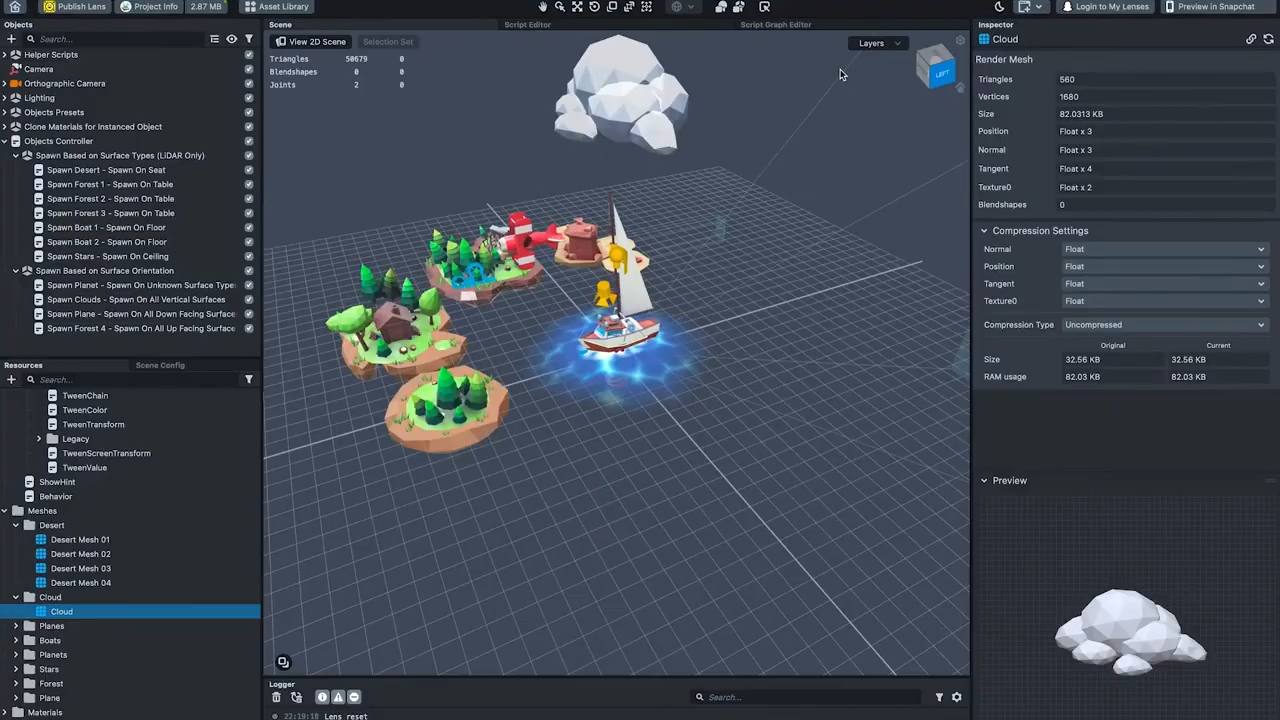 Publish Lens
Project Info
2.87 MB
Asset Library
Login to My Lenses
Preview in Snapchat
Objects
Search...
Helper Scripts
Camera
Orthographic Camera
Lighting
Objects Presets
Clone Materials for Instanced Object
Objects Controller
Spawn Based on Surface Types (LiDAR Only)
Spawn Desert - Spawn On Seat
Spawn Forest 1 - Spawn On Table
Spawn Forest 2 - Spawn On Table
Spawn Forest 3 - Spawn On Table
Spawn Boat 1 - Spawn On Floor
Spawn Boat 2 - Spawn On Floor
Spawn Stars - Spawn On Ceiling
Spawn Based on Surface Orientation
Spawn Planet - Spawn On Unknown Surface Type
Spawn Clouds - Spawn On All Vertical Surfaces
Spawn Plane - Spawn On All Down Facing Surface
Spawn Forest 4 - Spawn On All Up Facing Surface
Resources
Scene Config
Search...
TweenChain
TweenColor
TweenTransform
Legacy
TweenScreenTransform
TweenValue
ShowHint
Behavior
Meshes
Desert
Desert Mesh 01
Desert Mesh 02
Desert Mesh 03
Desert Mesh 04
Cloud
Cloud
Planes
Boats
Planets
Stars
Forest
Plane
Materials
Scene
Script Editor
Script Graph Editor
View 2D Scene
Selection Set
Layers
Triangles 50679 0
Blendshapes 0 0
Joints 2 0
LEFT
Logger
Search...
22:19:18 Lens reset
Inspector
Cloud
Render Mesh
Triangles 560
Vertices 1680
Size 82.0313 KB
Position Float x 3
Normal Float x 3
Tangent Float x 4
Texture0 Float x 2
Blendshapes 0
Compression Settings
Normal Float
Position Float
Tangent Float
Texture0 Float
Compression Type Uncompressed
Original Current
Size 32.56 KB 32.56 KB
RAM usage 82.03 KB 82.03 KB
Preview